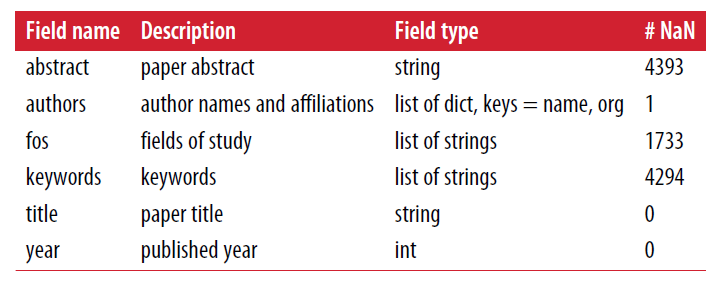 Field name Description Field type # NaN
abstract paper abstract string 4393
authors author names and affiliations list of dict, keys = name, org 1
fos fields of study list of strings 1733
keywords keywords list of strings 4294
title paper title string 0
year published year int 0